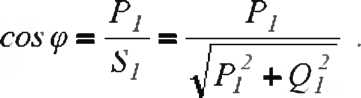 cos φ = P₁ / S₁ = P₁ / √(P₁² + Q₁²) .